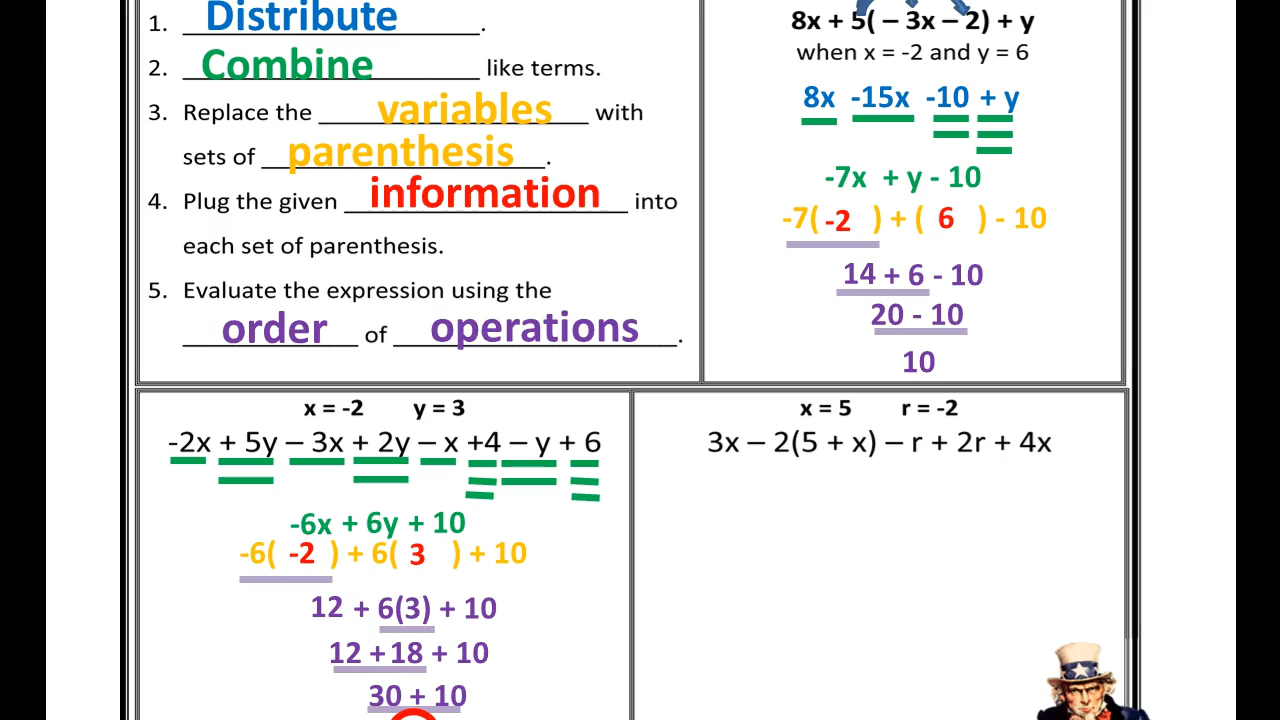 1. Distribute.
2. Combine like terms.
3. Replace the variables with
sets of parenthesis.
4. Plug the given information into
each set of parenthesis.
5. Evaluate the expression using the
order of operations.
8x + 5( – 3x – 2) + y
when x = -2 and y = 6
8x -15x -10 + y
-7x + y - 10
-7( -2 ) + ( 6 ) - 10
14 + 6 - 10
20 - 10
10
x = -2 y = 3
-2x + 5y – 3x + 2y – x +4 – y + 6
-6x + 6y + 10
-6( -2 ) + 6( 3 ) + 10
12 + 6(3) + 10
12 + 18 + 10
30 + 10
x = 5 r = -2
3x – 2(5 + x) – r + 2r + 4x